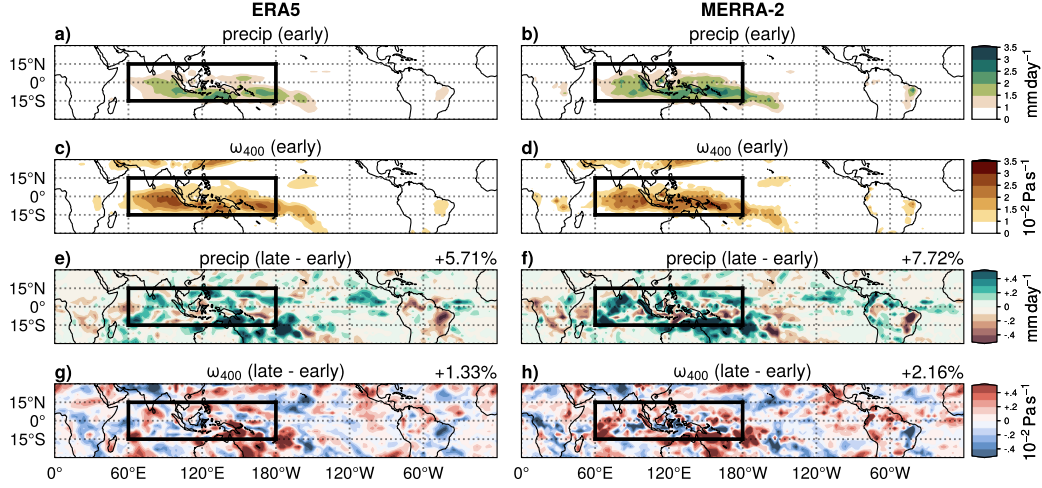 ERA5 MERRA-2
a) precip (early) b) precip (early)
15°N
0°
15°S
3.5
3
2.5
2
1.5
1
0
mm day⁻¹
c) ω₄₀₀ (early) d) ω₄₀₀ (early)
15°N
0°
15°S
3.5
3
2.5
2
1.5
1
0
10⁻² Pa s⁻¹
e) precip (late - early) +5.71% f) precip (late - early) +7.72%
15°N
0°
15°S
+.4
+.2
0
-.2
-.4
mm day⁻¹
g) ω₄₀₀ (late - early) +1.33% h) ω₄₀₀ (late - early) +2.16%
15°N
0°
15°S
+.4
+.2
0
-.2
-.4
10⁻² Pa s⁻¹
0° 60°E 120°E 180°W 120°W 60°W 0° 60°E 120°E 180°W 120°W 60°W